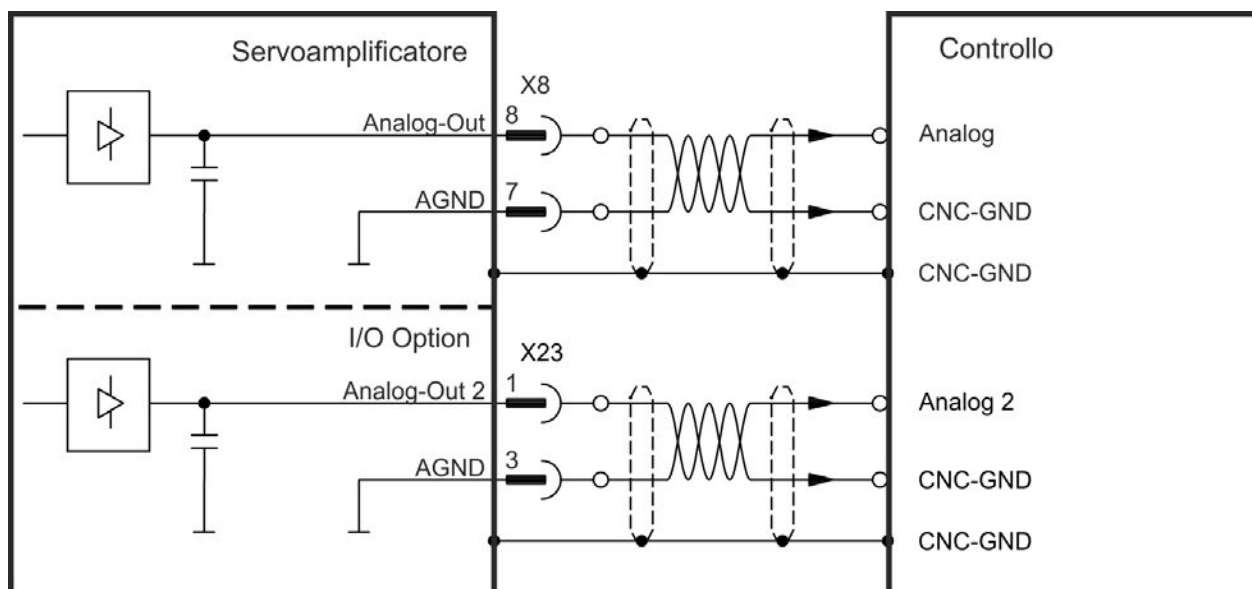 Servoamplificatore
Controllo
X8
Analog-Out
8
Analog
AGND
7
CNC-GND
CNC-GND
I/O Option
X23
Analog-Out 2
1
Analog 2
AGND
3
CNC-GND
CNC-GND